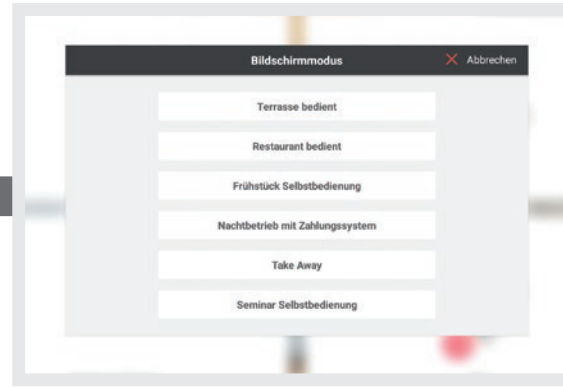 Bildschirmmodus
Abbrechen
Terrasse bedient
Restaurant bedient
Frühstück Selbstbedienung
Nachtbetrieb mit Zahlungssystem
Take Away
Seminar Selbstbedienung